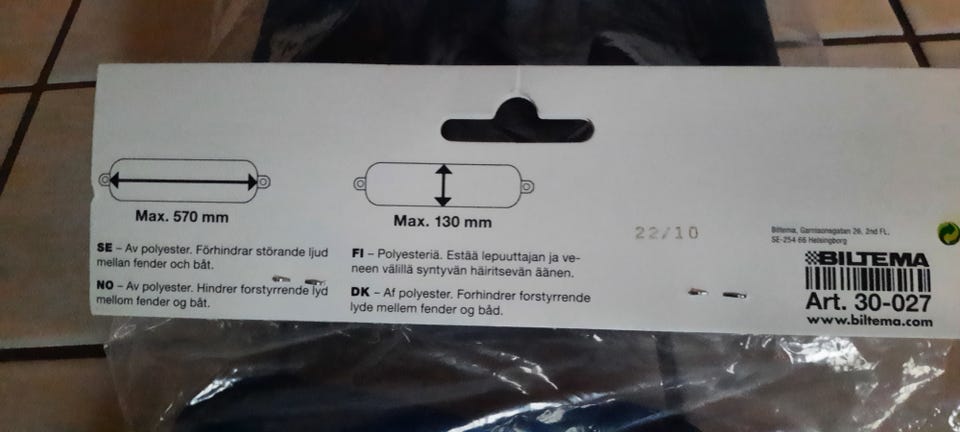 Max. 570 mm
SE – Av polyester. Förhindrar störande ljud
mellan fender och båt.
NO – Av polyester. Hindrer forstyrrende lyd
mellom fender og båt.
Max. 130 mm
FI – Polyesteriä. Estää lepuuttajan ja ve-
neen välillä syntyvän häiritsevän äänen.
DK – Af polyester. Forhindrer forstyrrende
lyde mellem fender og båd.
22/10
Biltema, Garnisonsgatan 26, 2nd FL,
SE-254 66 Helsingborg
BILTEMA
Art. 30-027
www.biltema.com